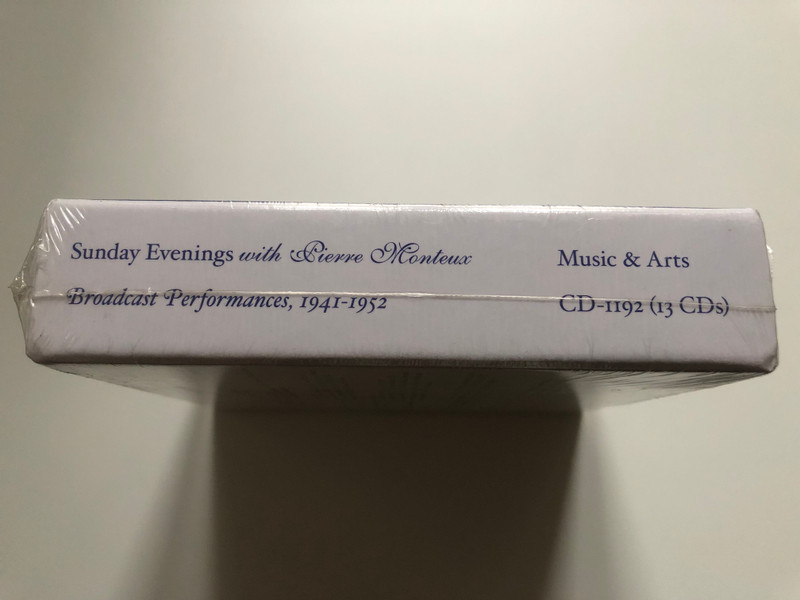 Sunday Evenings with Pierre Monteux
Broadcast Performances, 1941-1952
Music & Arts
CD-1192 (13 CDs)